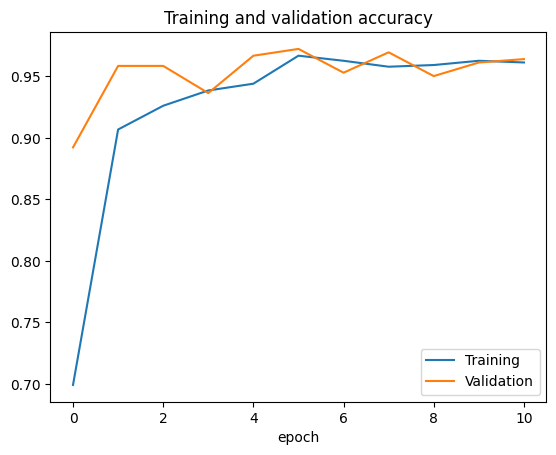 Training and validation accuracy
0.95
0.90
0.85
0.80
0.75
0.70
Training
Validation
0 2 4 6 8 10
epoch